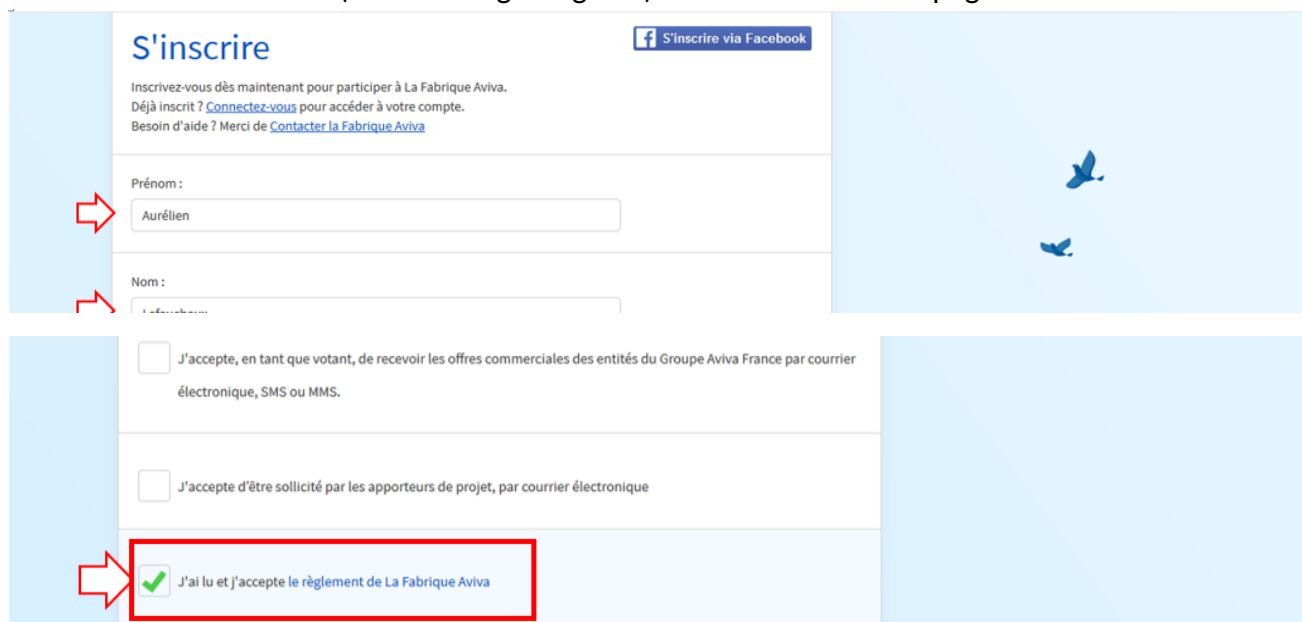 S'inscrire
S'inscrire via Facebook
Inscrivez-vous dès maintenant pour participer à La Fabrique Aviva.
Déjà inscrit ? Connectez-vous pour accéder à votre compte.
Besoin d'aide ? Merci de Contacter la Fabrique Aviva
Prénom :
Aurélien
Nom :
J'accepte, en tant que votant, de recevoir les offres commerciales des entités du Groupe Aviva France par courrier
électronique, SMS ou MMS.
J'accepte d'être sollicité par les apporteurs de projet, par courrier électronique
J'ai lu et j'accepte le règlement de La Fabrique Aviva